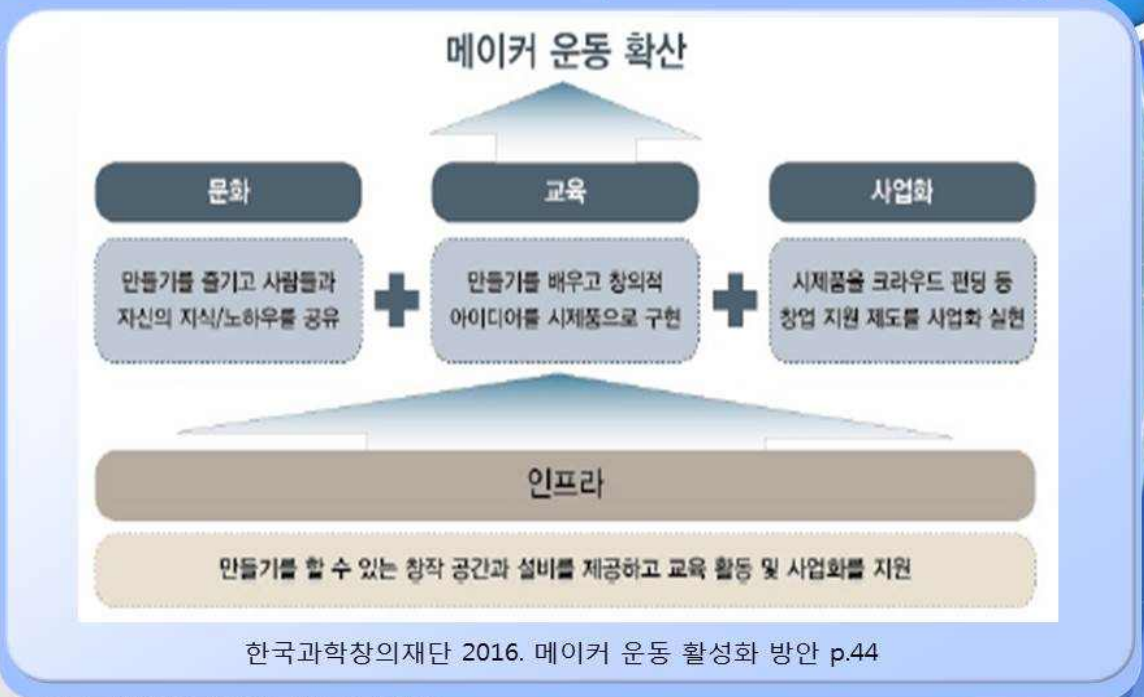 메이커 운동 확산
문화
교육
사업화
만들기를 즐기고 사람들과
자신의 지식/노하우를 공유
만들기를 배우고 창의적
아이디어를 시제품으로 구현
시제품을 크라우드 펀딩 등
창업 지원 제도를 사업화 실현
인프라
만들기를 할 수 있는 창작 공간과 설비를 제공하고 교육 활동 및 사업화를 지원
한국과학창의재단 2016. 메이커 운동 활성화 방안 p.44